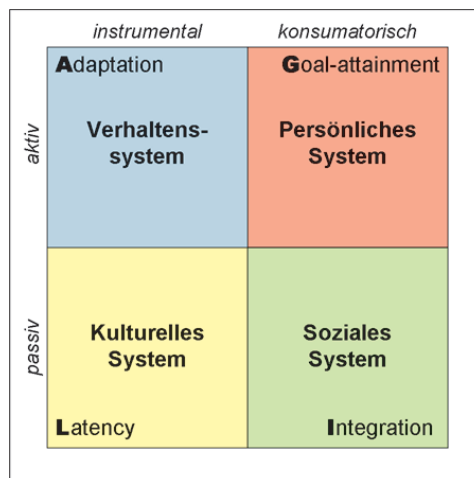 instrumental
konsumatorisch
aktiv
Adaptation
Verhaltens-
system
Goal-attainment
Persönliches
System
passiv
Kulturelles
System
Latency
Soziales
System
Integration